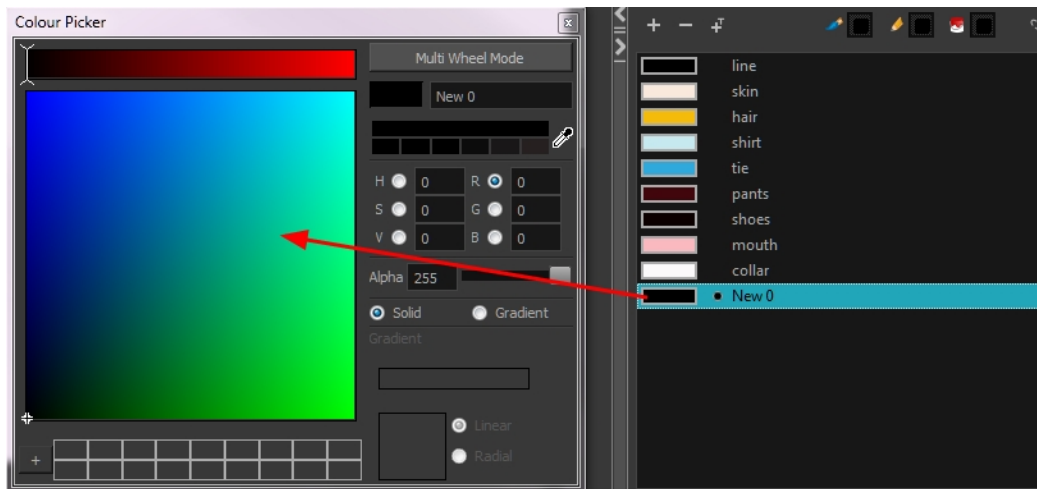 Colour Picker
Multi Wheel Mode
New 0
H 0 R 0
S 0 G 0
V 0 B 0
Alpha 255
Solid Gradient
Gradient
Linear
Radial
line
skin
hair
shirt
tie
pants
shoes
mouth
collar
New 0